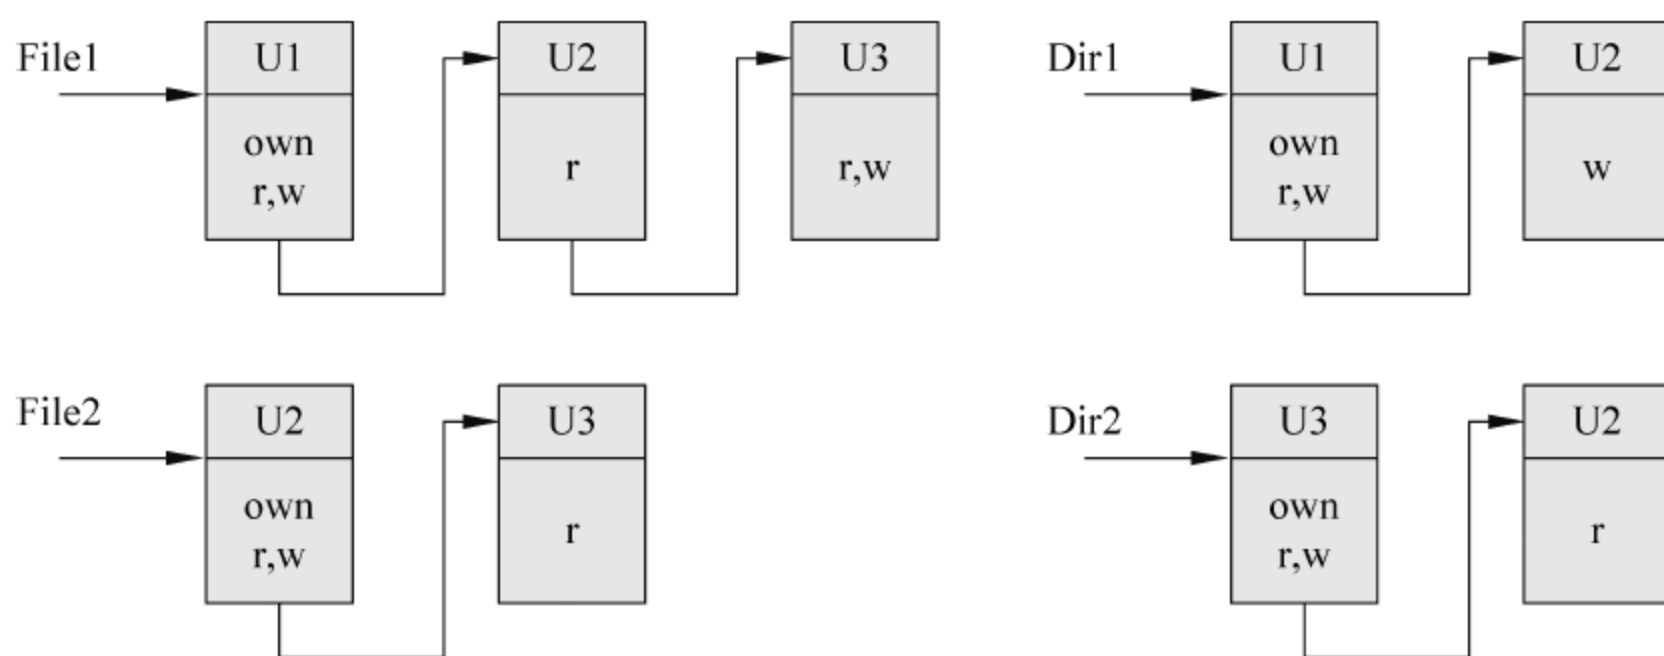 File1
U1
own
r,w
U2
r
U3
r,w
Dir1
U1
own
r,w
U2
w
File2
U2
own
r,w
U3
r
Dir2
U3
own
r,w
U2
r